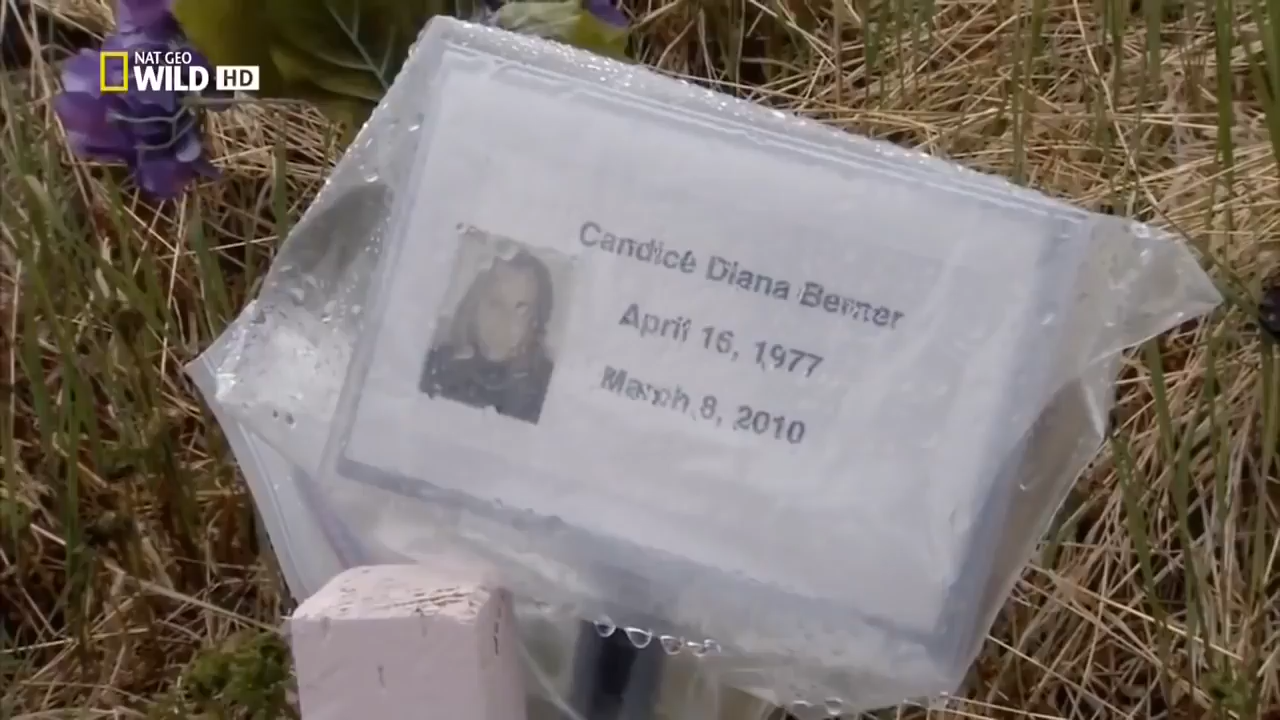 NAT GEO
WILD HD
Candice Diana Berner
April 16, 1977
March 8, 2010